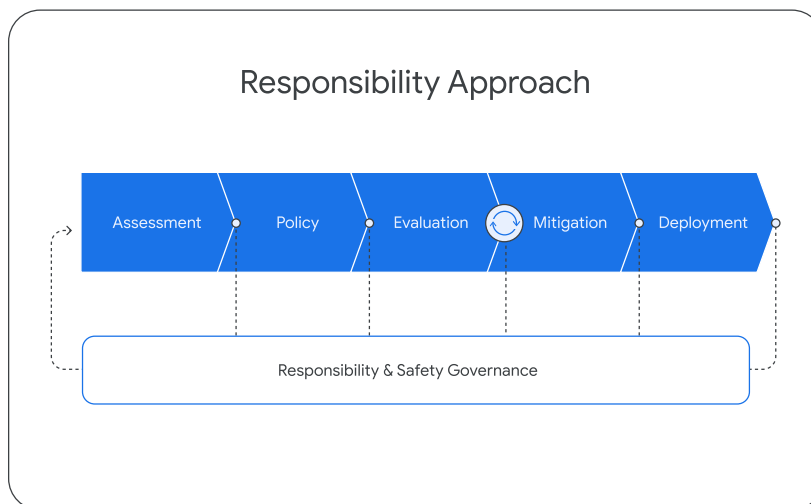 Responsibility Approach
Assessment
Policy
Evaluation
Mitigation
Deployment
Responsibility & Safety Governance